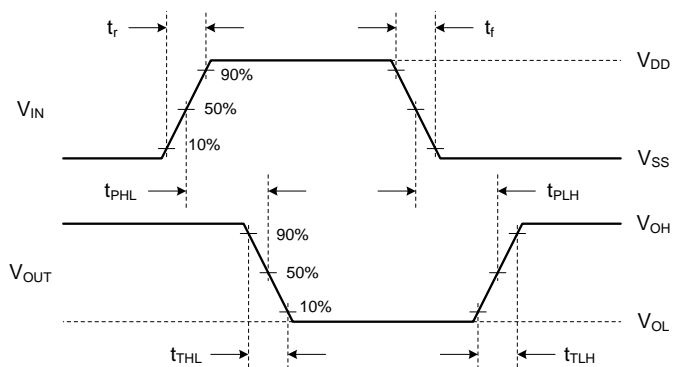 tr
tf
90%
VDD
VIN
50%
10%
VSS
tPHL
tPLH
90%
VOH
VOUT
50%
10%
VOL
tTHL
tTLH